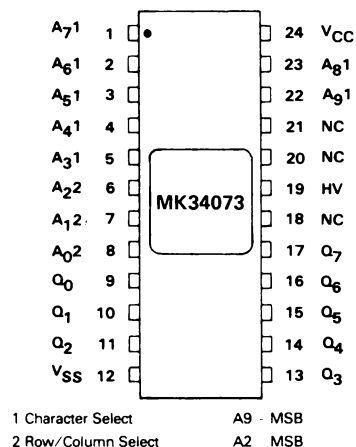 A₇1 1 24 V_CC
A₆1 2 23 A₈1
A₅1 3 22 A₉1
A₄1 4 21 NC
A₃1 5 20 NC
A₂2 6 19 HV
MK34073
A₁2 7 18 NC
A₀2 8 17 Q₇
Q₀ 9 16 Q₆
Q₁ 10 15 Q₅
Q₂ 11 14 Q₄
V_SS 12 13 Q₃
1 Character Select A9 - MSB
2 Row/Column Select A2 MSB